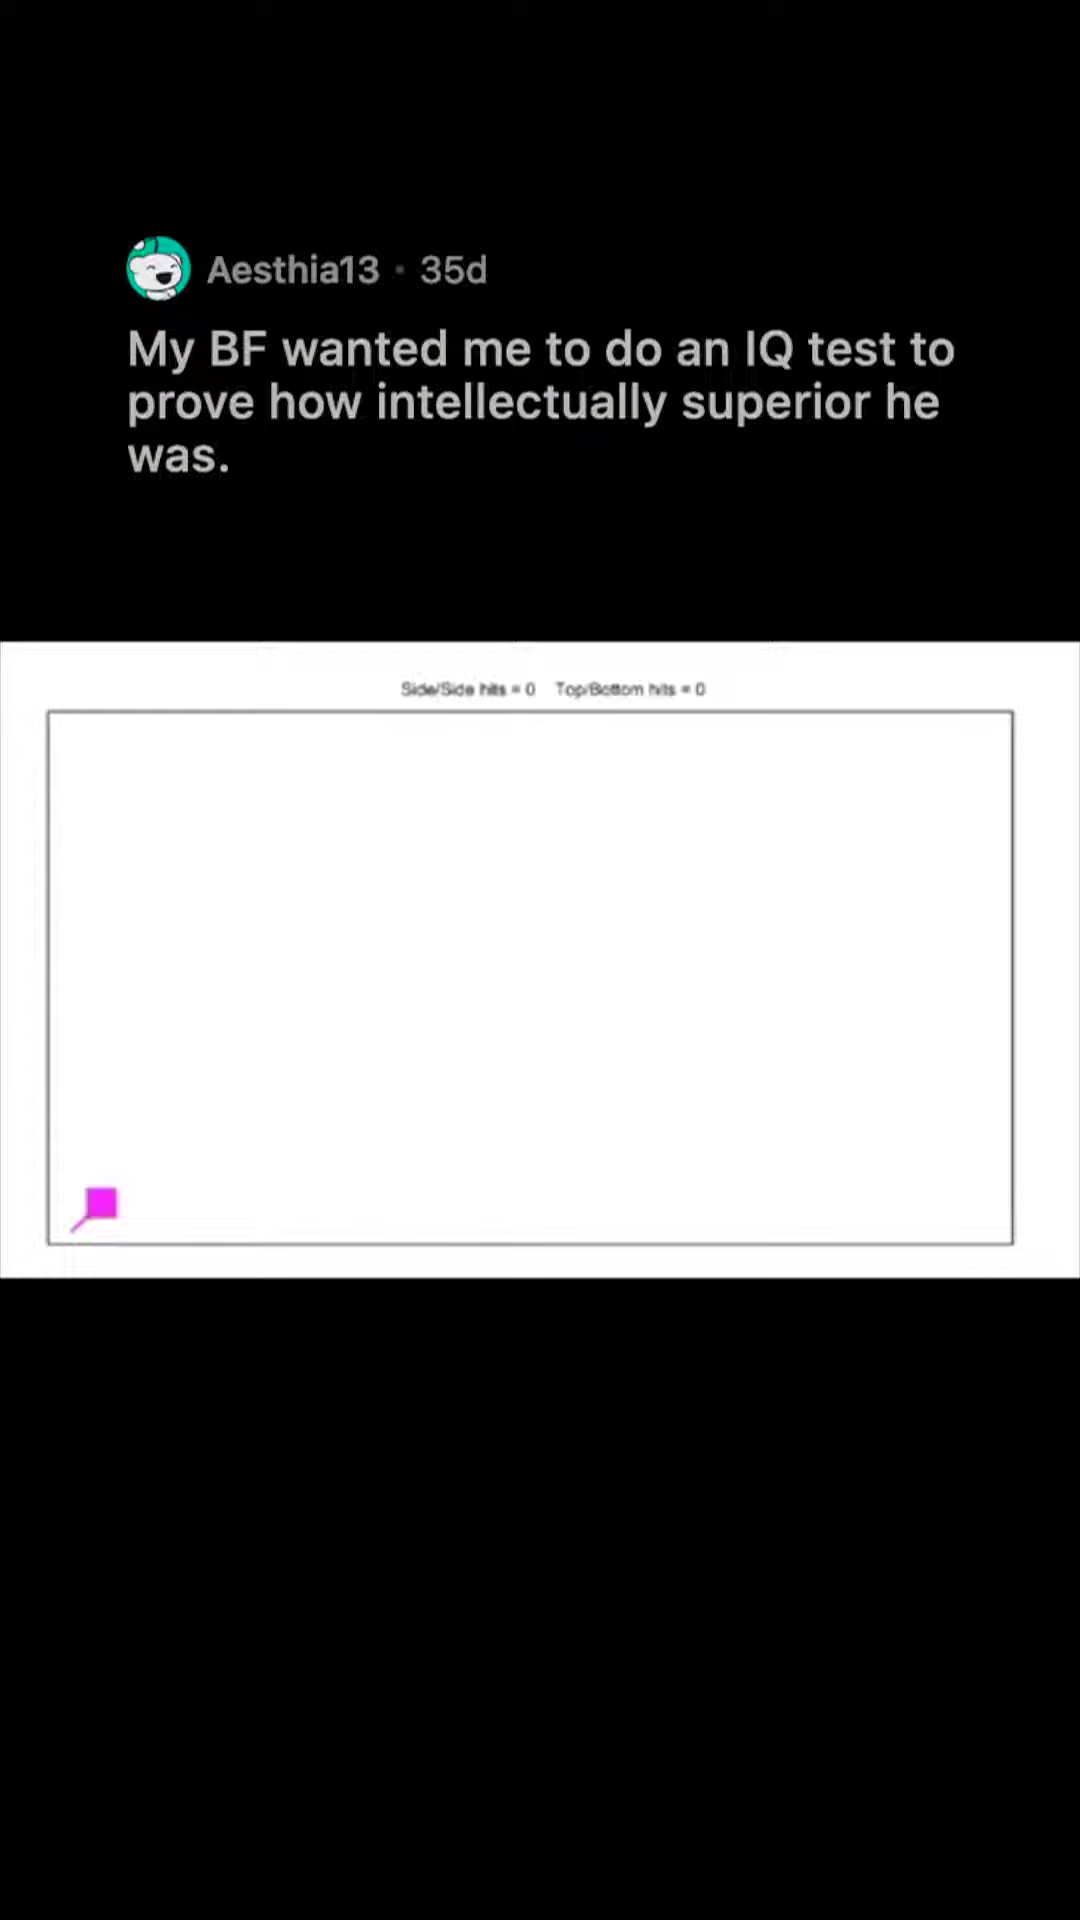 Aesthia13 · 35d
My BF wanted me to do an IQ test to
prove how intellectually superior he
was.
Side/Side hits = 0 Top/Bottom hits = 0